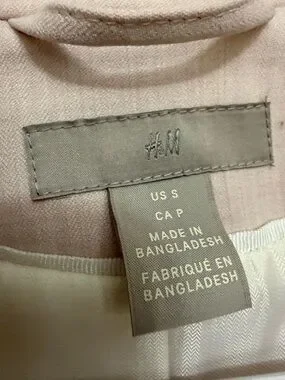 H&M
US S
CA P
MADE IN
BANGLADESH
FABRIQUÉ EN
BANGLADESH